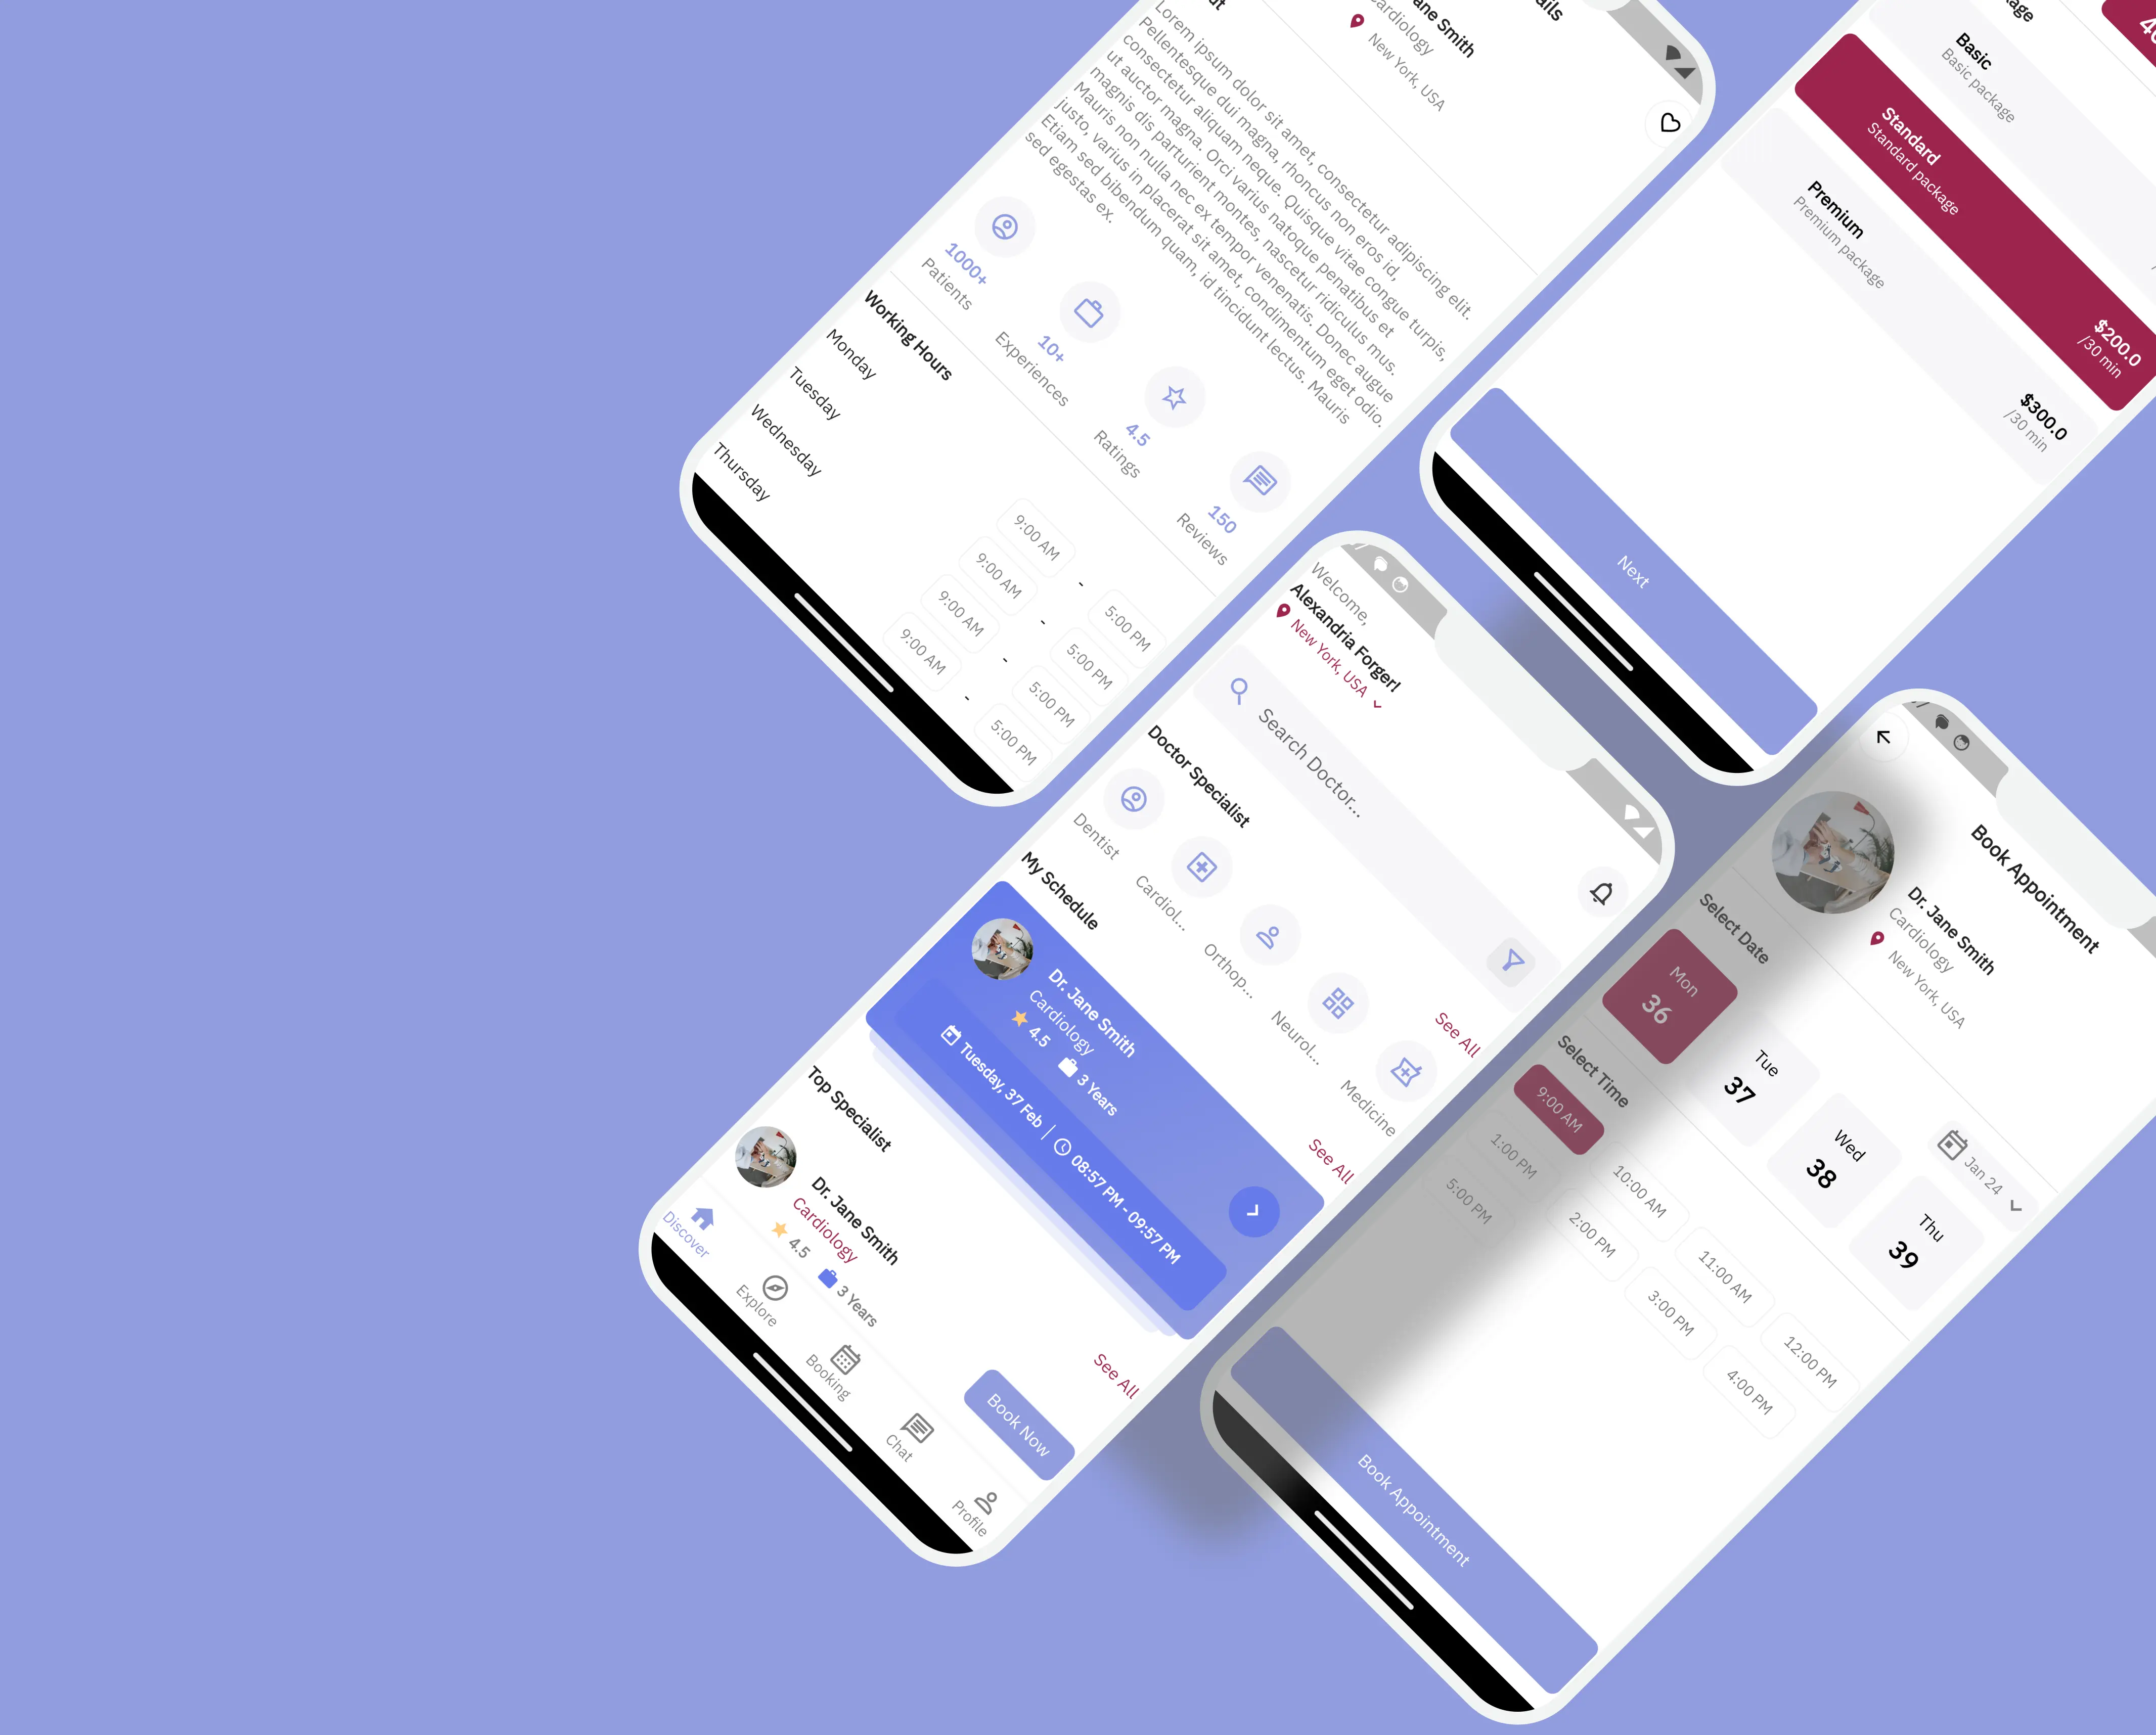 ails
ane Smith
Cardiology
New York, USA
ut
Lorem ipsum dolor sit amet, consectetur adipiscing elit.
Pellentesque dui magna, rhoncus non eros id,
consectetur aliquam neque. Quisque vitae congue turpis,
ut auctor magna. Orci varius natoque penatibus et
magnis dis parturient montes, nascetur ridiculus mus.
Mauris non nulla nec ex tempor venenatis. Donec augue
justo, varius in placerat sit amet, condimentum eget odio.
Etiam sed bibendum quam, id tincidunt lectus. Mauris
sed egestas ex.
1000+
Patients
10+
Experiences
4.5
Ratings
150
Reviews
Working Hours
Monday 9:00 AM - 5:00 PM
Tuesday 9:00 AM - 5:00 PM
Wednesday 9:00 AM - 5:00 PM
Thursday 9:00 AM - 5:00 PM
age
Basic
Basic package
Standard
Standard package
$200.0
/30 min
Premium
Premium package
$300.0
/30 min
Next
Welcome,
Alexandria Forger!
New York, USA
Search Doctor...
Doctor Specialist
See All
Dentist
Cardiol...
Orthop...
Neurol...
Medicine
My Schedule
See All
Dr. Jane Smith
Cardiology
4.5 3 Years
Tuesday, 37 Feb | 08:57 PM - 09:57 PM
Top Specialist
See All
Dr. Jane Smith
Cardiology
4.5 3 Years
Book Now
Discover
Explore
Booking
Chat
Profile
Book Appointment
Dr. Jane Smith
Cardiology
New York, USA
Select Date
Jan 24
Mon
36
Tue
37
Wed
38
Thu
39
Select Time
9:00 AM
10:00 AM
11:00 AM
12:00 PM
1:00 PM
2:00 PM
3:00 PM
4:00 PM
5:00 PM
Book Appointment